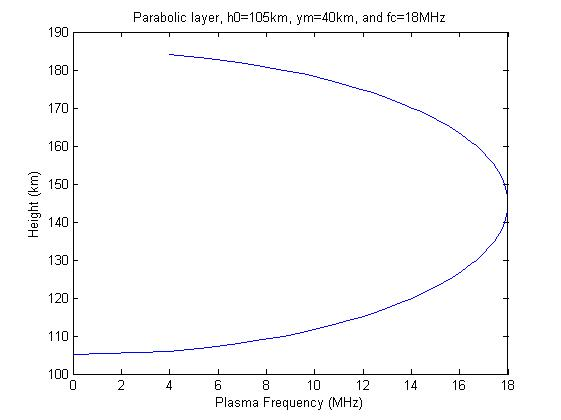 Parabolic layer, h0=105km, ym=40km, and fc=18MHz
190
180
170
160
150
140
130
120
110
100
Height (km)
0 2 4 6 8 10 12 14 16 18
Plasma Frequency (MHz)